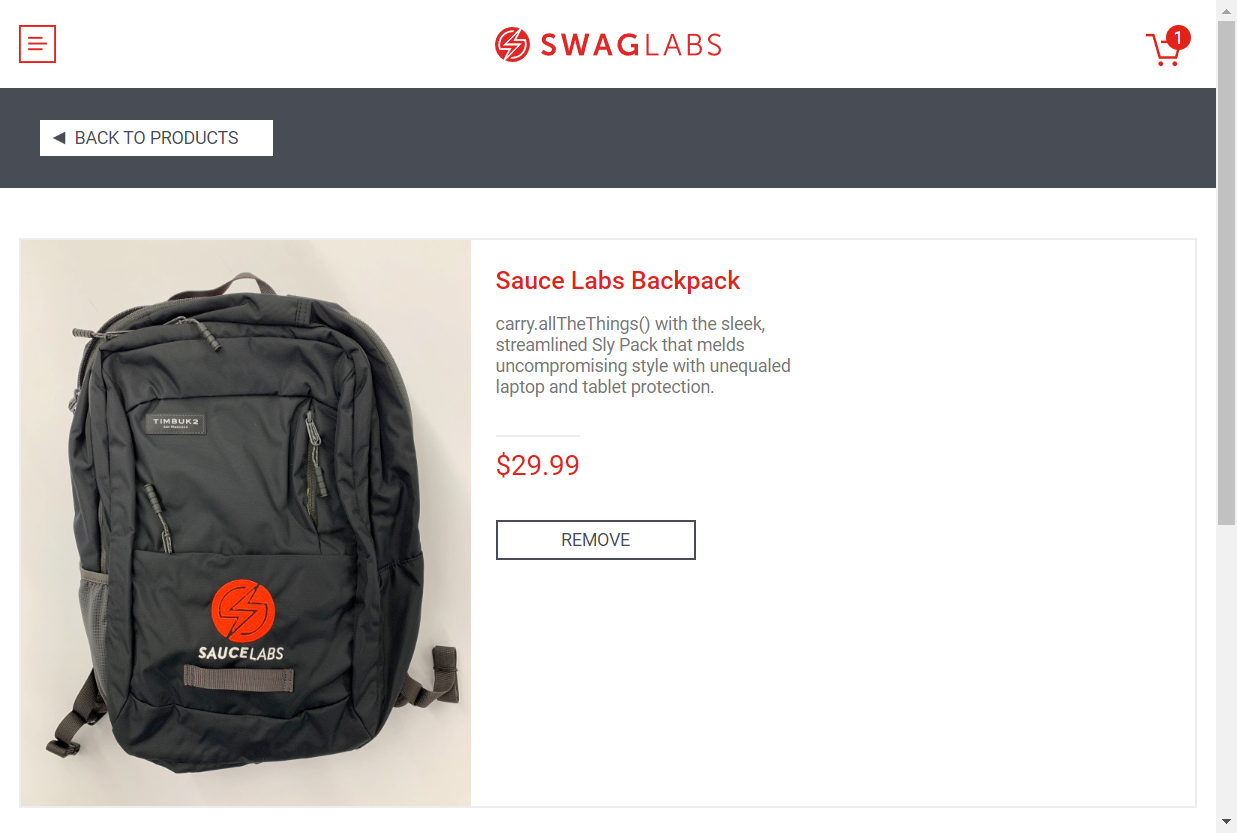 SWAGLABS
1
BACK TO PRODUCTS
Sauce Labs Backpack
carry.allTheThings() with the sleek,
streamlined Sly Pack that melds
uncompromising style with unequaled
laptop and tablet protection.
$29.99
REMOVE
TIMBUK2
SAUCELABS